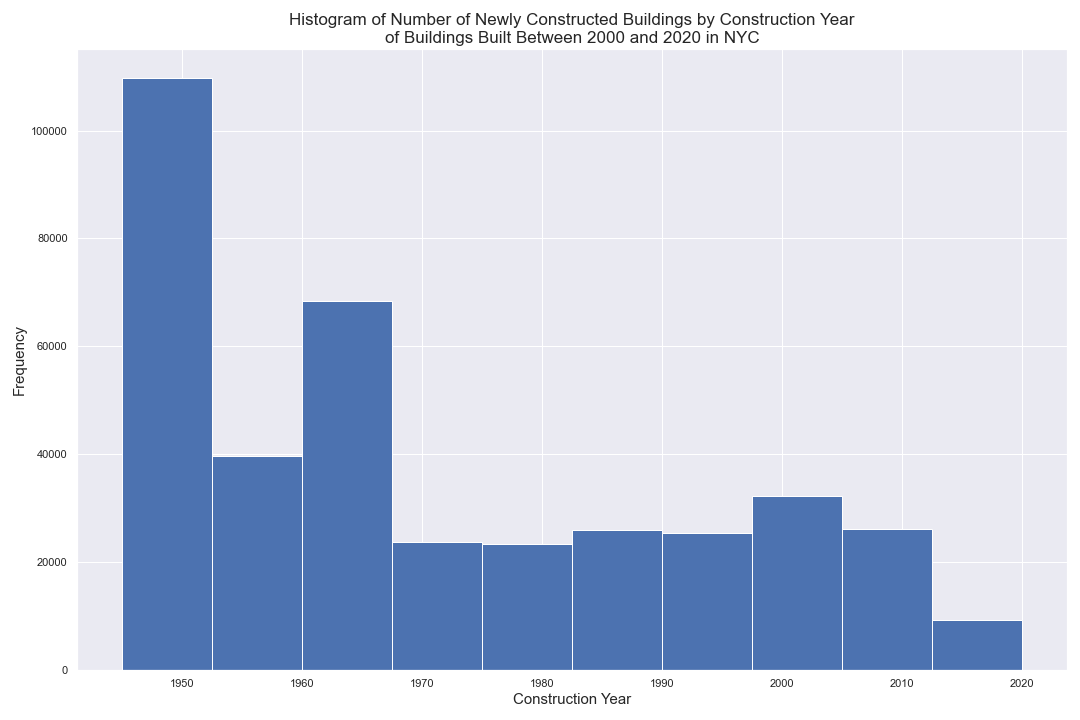 Histogram of Number of Newly Constructed Buildings by Construction Year
of Buildings Built Between 2000 and 2020 in NYC
100000
80000
60000
40000
20000
0
Frequency
1950 1960 1970 1980 1990 2000 2010 2020
Construction Year